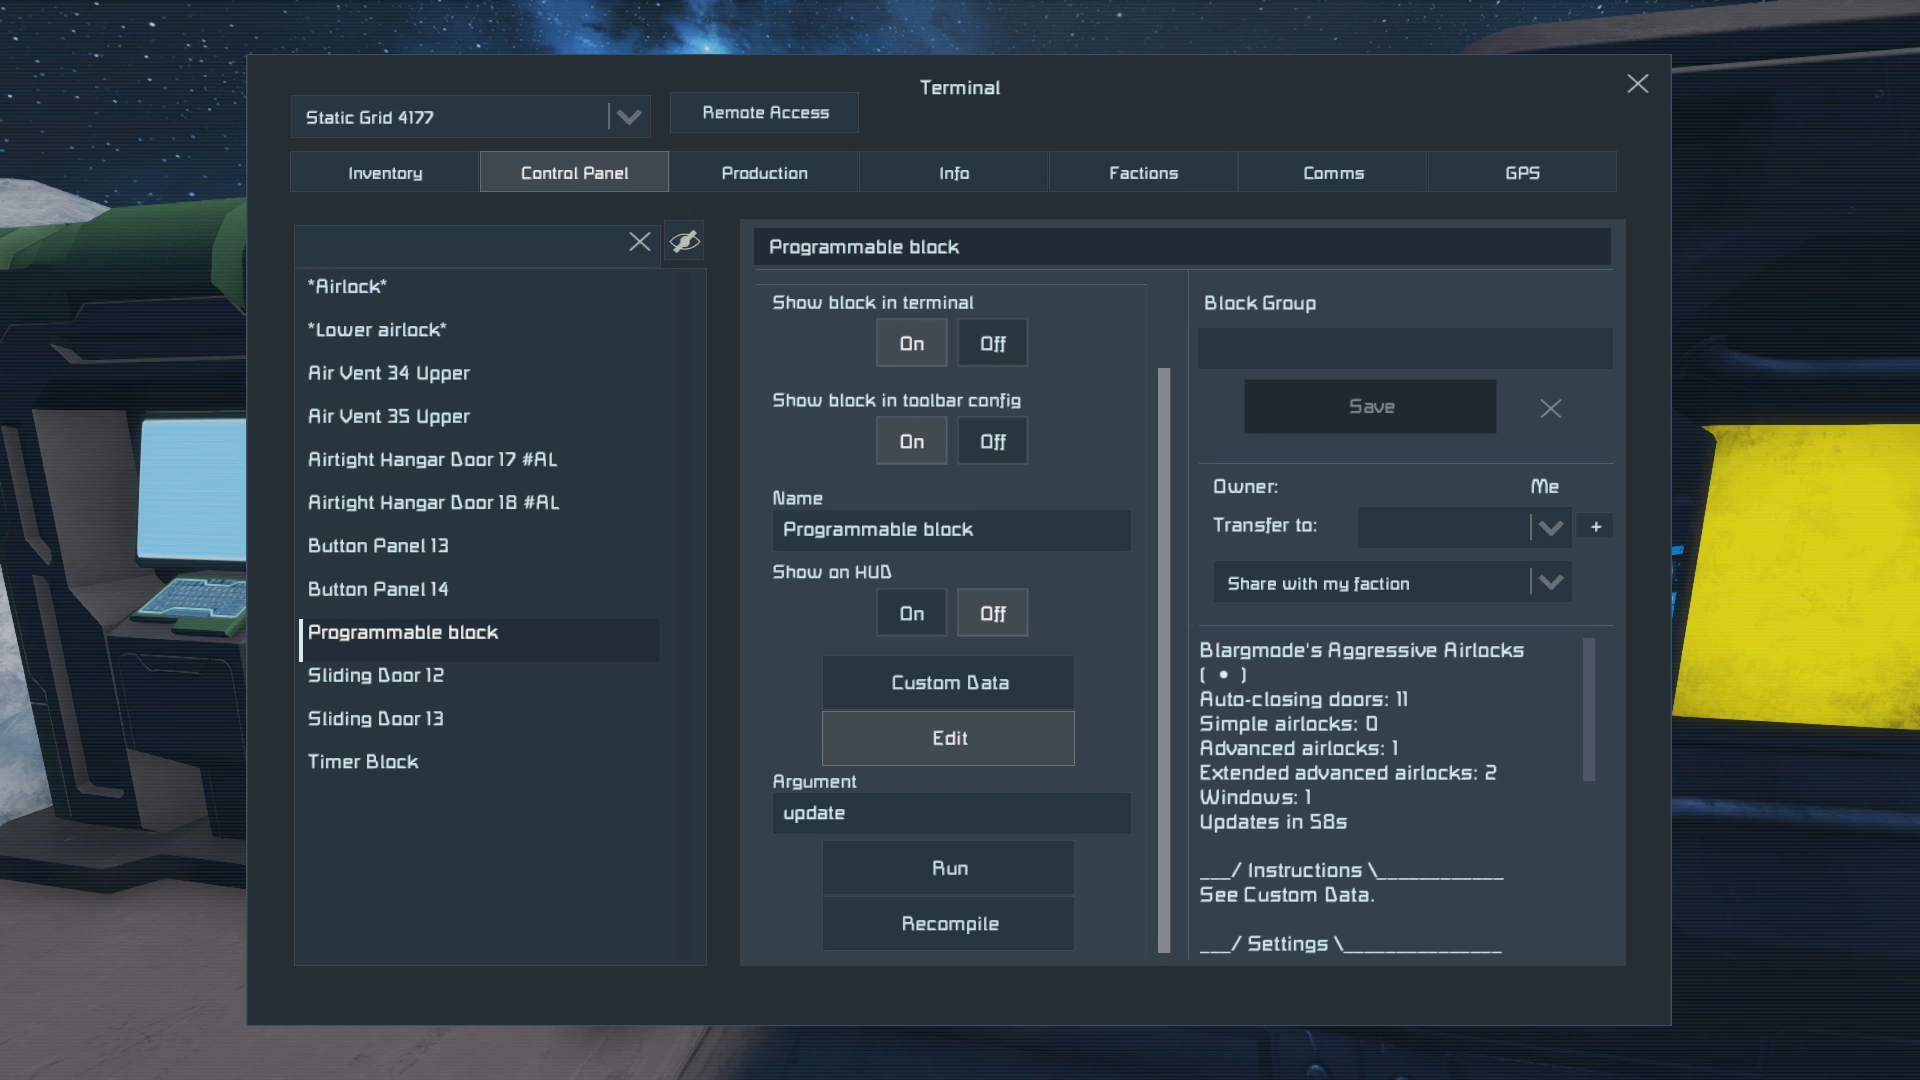 Terminal
Static Grid 4177
Remote Access
Inventory
Control Panel
Production
Info
Factions
Comms
GPS
*Airlock*
*Lower airlock*
Air Vent 34 Upper
Air Vent 35 Upper
Airtight Hangar Door 17 #AL
Airtight Hangar Door 18 #AL
Button Panel 13
Button Panel 14
Programmable block
Sliding Door 12
Sliding Door 13
Timer Block
Programmable block
Show block in terminal
On Off
Show block in toolbar config
On Off
Name
Programmable block
Show on HUD
On Off
Custom Data
Edit
Argument
update
Run
Recompile
Block Group
Save
Owner: Me
Transfer to:
+
Share with my faction
Blargmode's Aggressive Airlocks
( • )
Auto-closing doors: 11
Simple airlocks: 0
Advanced airlocks: 1
Extended advanced airlocks: 2
Windows: 1
Updates in 58s
___/ Instructions \____________
See Custom Data.
___/ Settings \_______________